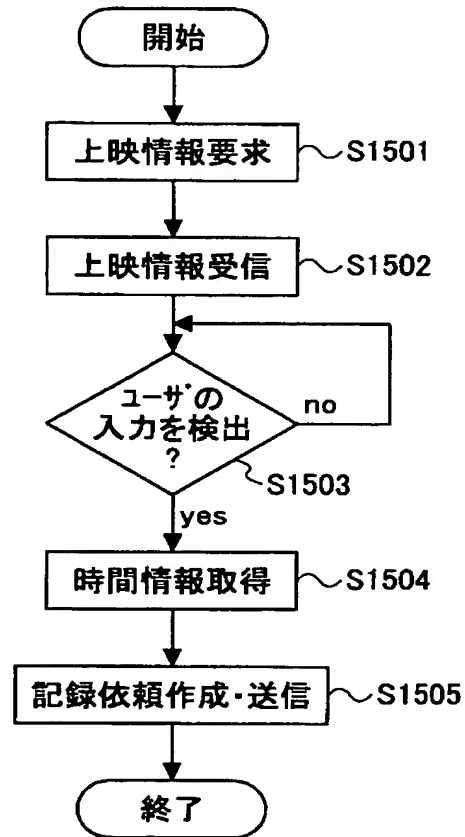 開始
上映情報要求
S1501
上映情報受信
S1502
ユーザの
入力を検出
?
no
S1503
yes
時間情報取得
S1504
記録依頼作成・送信
S1505
終了